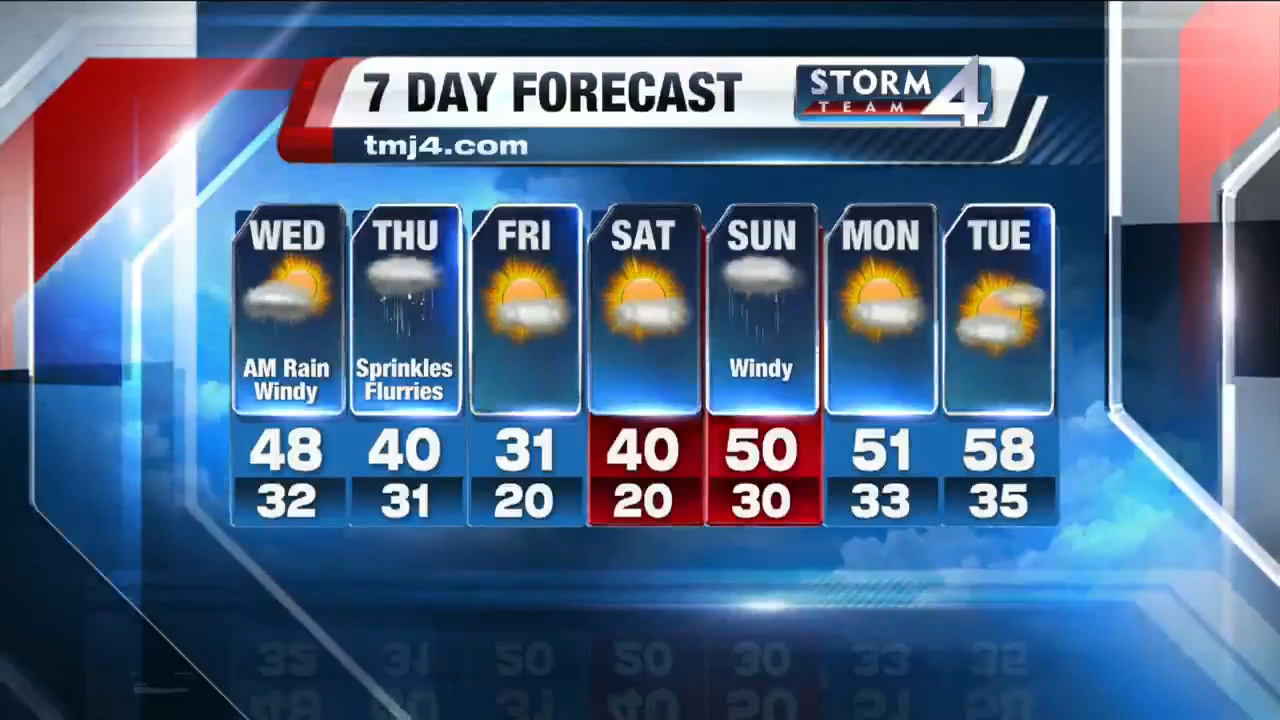 7 DAY FORECAST
STORM 4
TEAM
tmj4.com
WED THU FRI SAT SUN MON TUE
AM Rain Sprinkles Windy
Windy Flurries
48 40 31 40 50 51 58
32 31 20 20 30 33 35